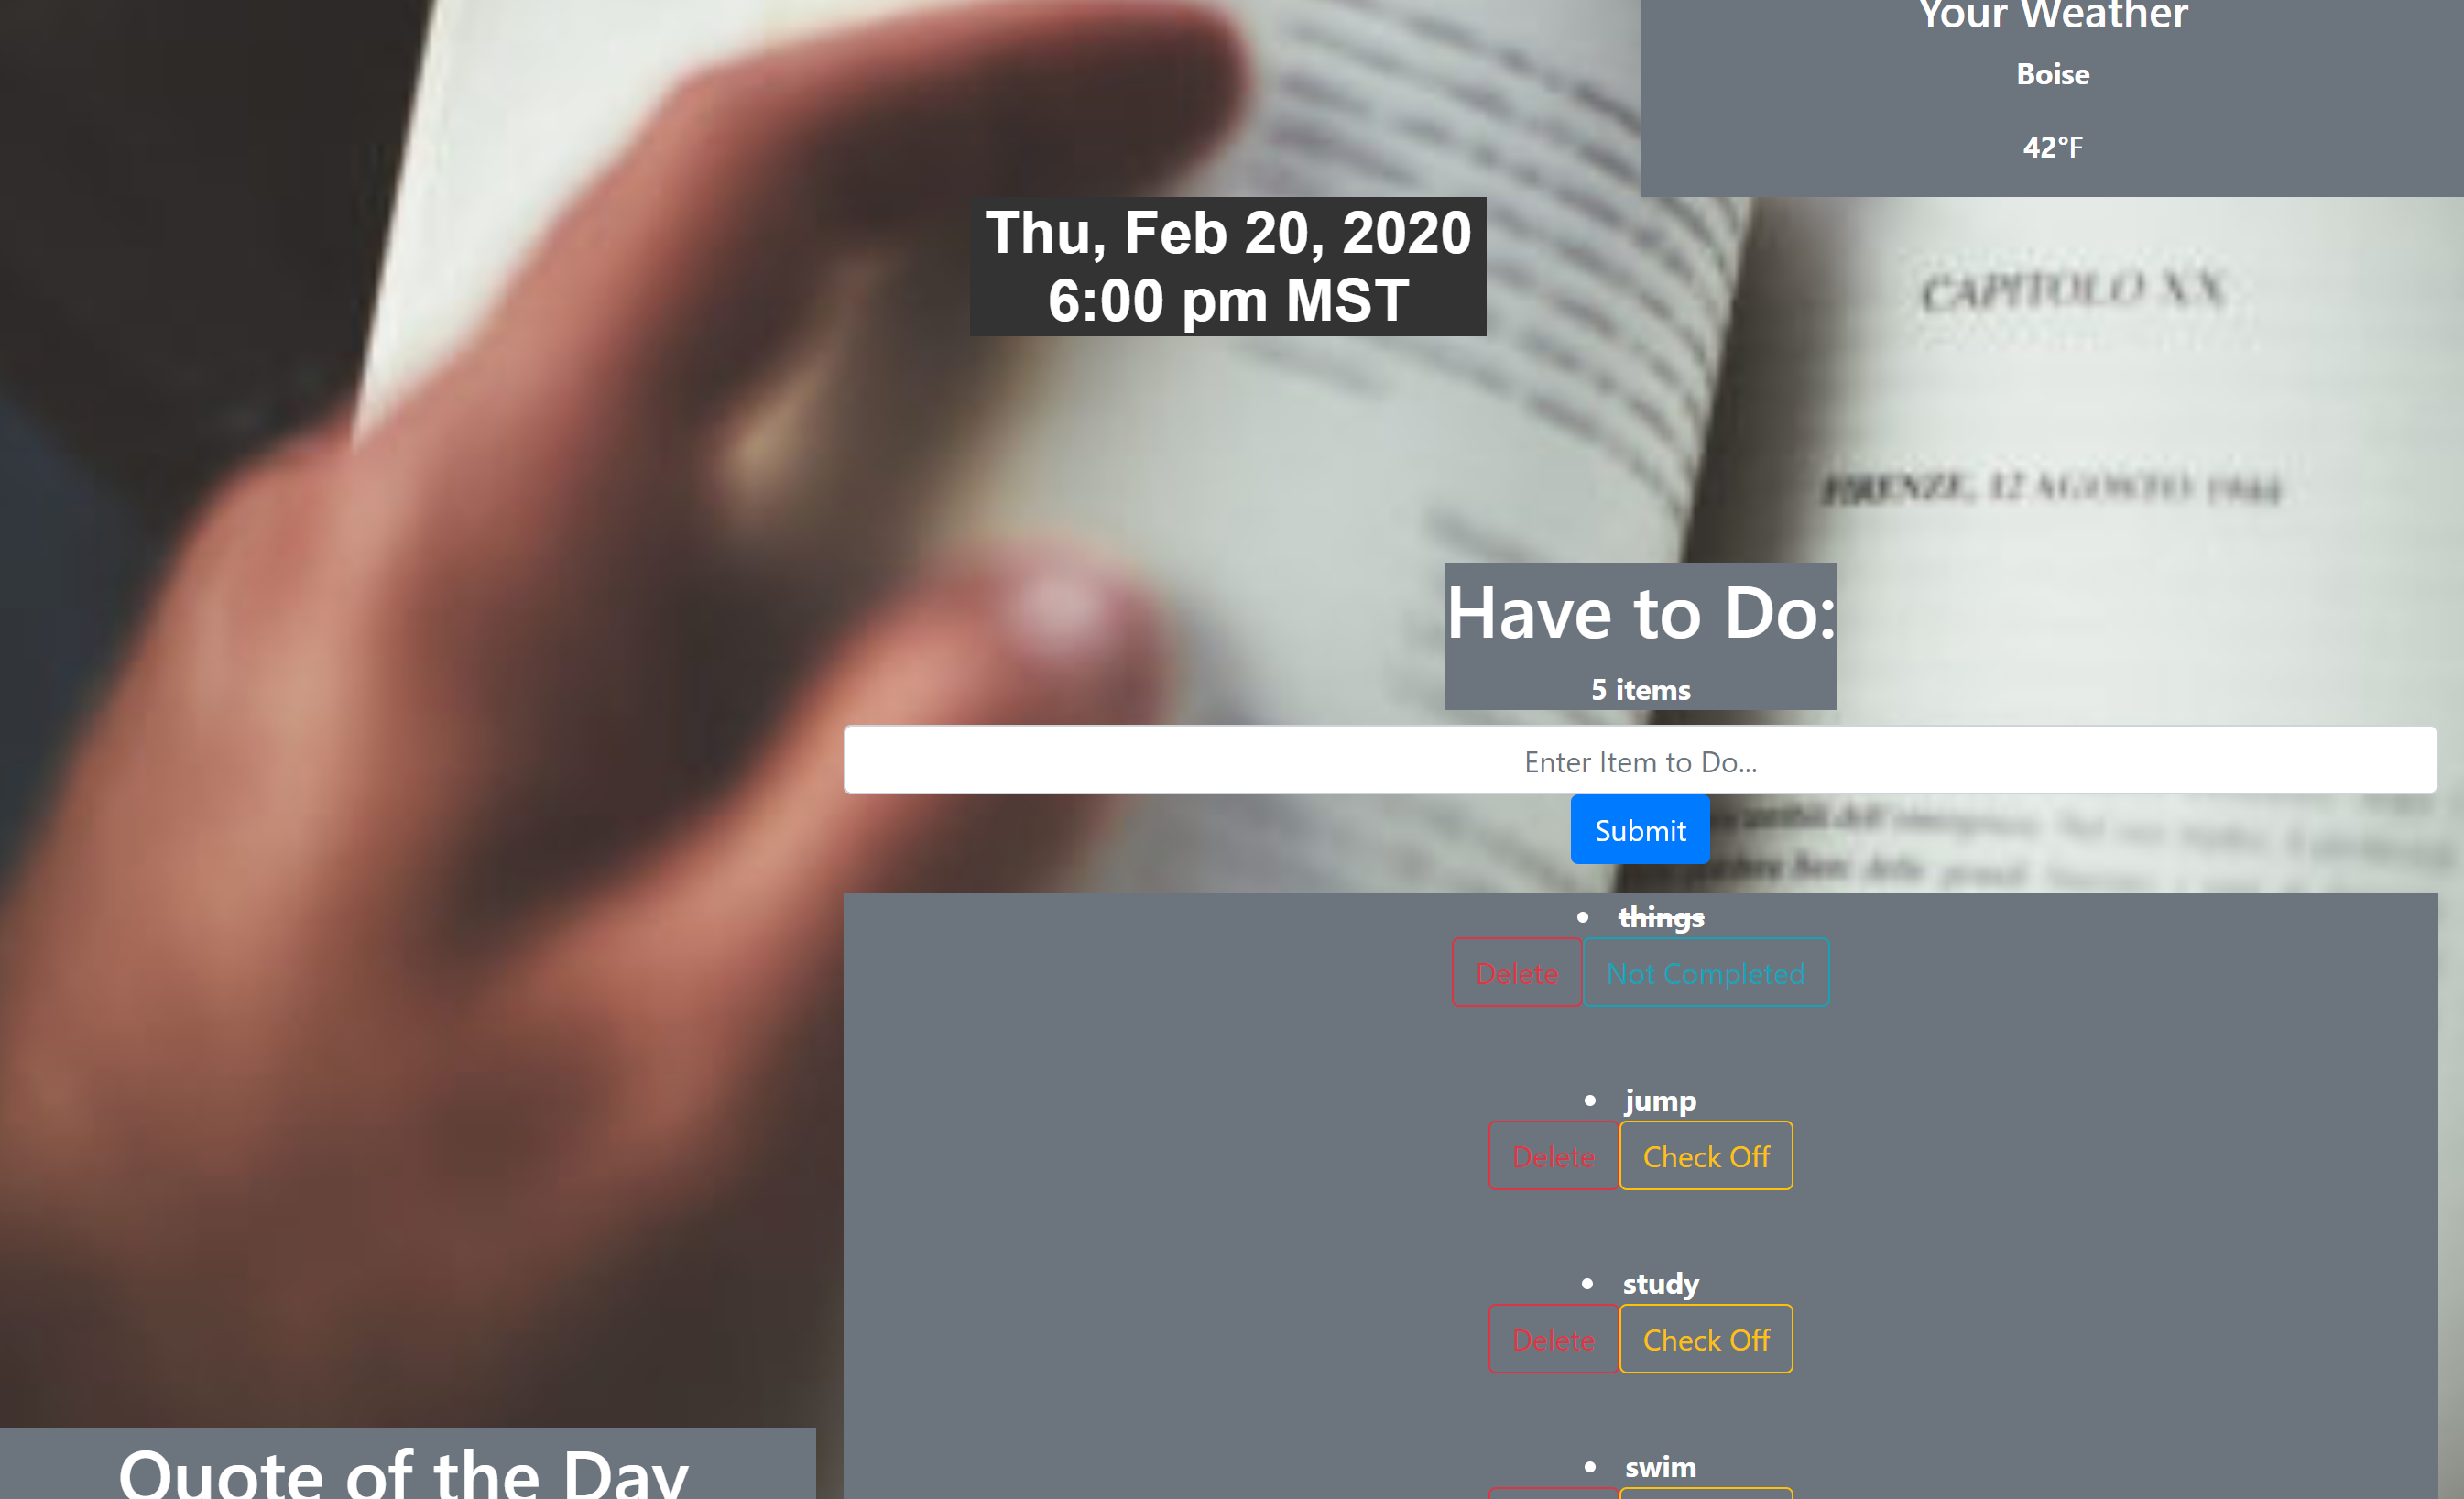 Your Weather
Boise
42°F
Thu, Feb 20, 2020
6:00 pm MST
CAPITOLO XX
FIRENZE, 12 AGOSTO 1944
Have to Do:
5 items
Enter Item to Do...
Submit
things
Delete Not Completed
jump
Delete Check Off
study
Delete Check Off
swim
Quote of the Day